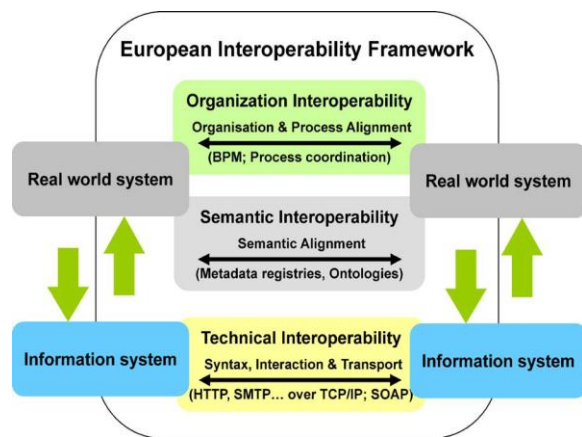 European Interoperability Framework
Organization Interoperability
Organisation & Process Alignment
(BPM; Process coordination)
Real world system
Real world system
Semantic Interoperability
Semantic Alignment
(Metadata registries, Ontologies)
Technical Interoperability
Syntax, Interaction & Transport
(HTTP, SMTP... over TCP/IP; SOAP)
Information system
Information system